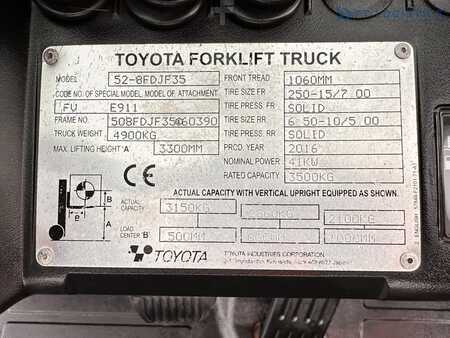 TOYOTA FORKLIFT TRUCK
MODEL 52-8FDJF35 FRONT TREAD 1060MM
CODE NO. OF SPECIAL MODEL, MODEL OF ATTACHMENT TIRE SIZE FR 250-15/7.00
FV E911 TIRE PRESS FR SOLID
FRAME NO. 508FDJF35 60390 TIRE SIZE RR 6.50-10/5.00
TRUCK WEIGHT 4900KG TIRE PRESS RR SOLID
MAX. LIFTING HEIGHT 'A' 3300MM PROD. YEAR 2016
NOMINAL POWER 41KW
RATED CAPACITY 3500KG
CE
ACTUAL CAPACITY WITH VERTICAL UPRIGHT EQUIPPED AS SHOWN.
B
e
A
ACTUAL CAPACITY 3150KG 2100KG
LOAD CENTER 'B' 500MM
TOYOTA
TOYOTA INDUSTRIES CORPORATION